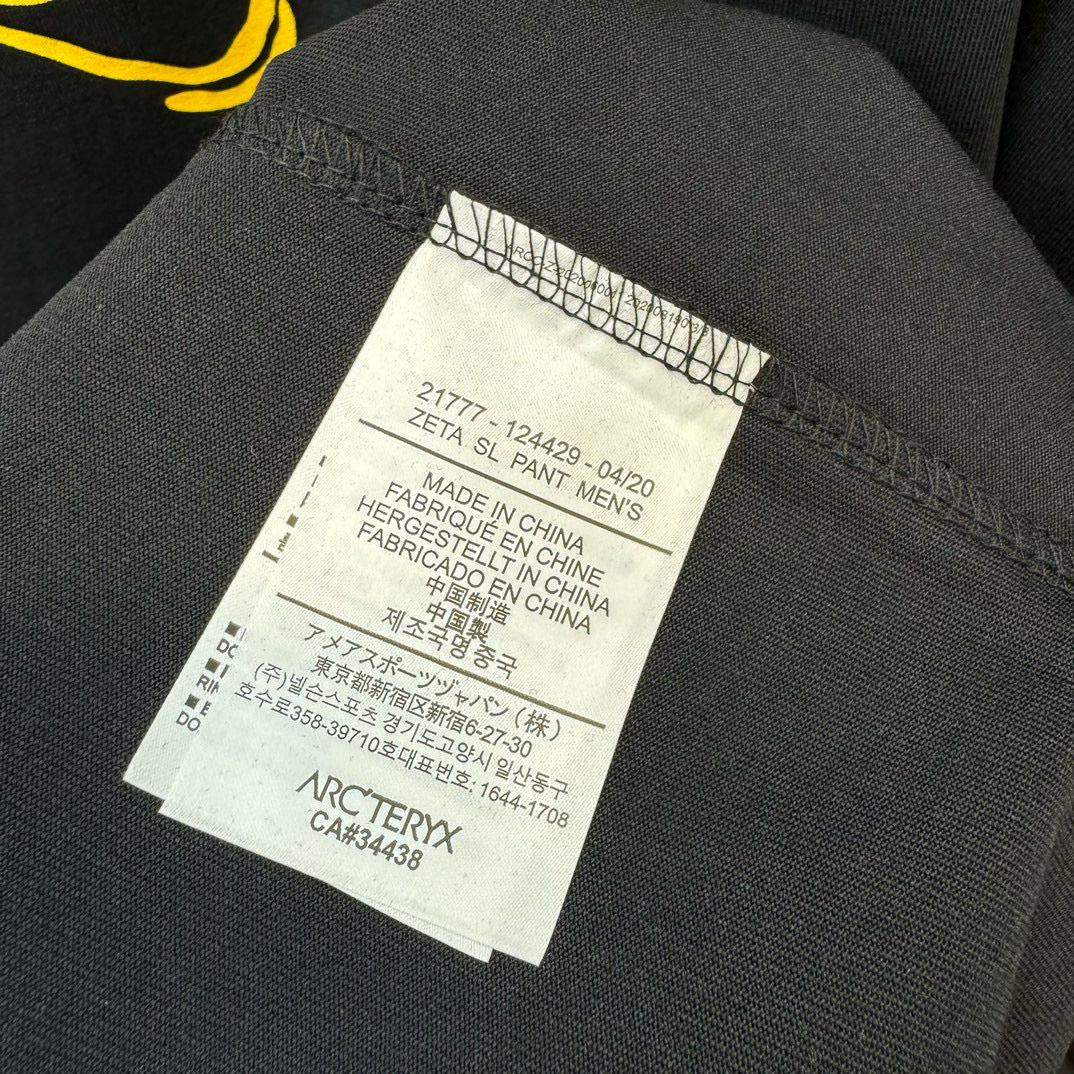 21777 - 124429 - 04/20
ZETA SL PANT MEN'S
MADE IN CHINA
FABRIQUÉ EN CHINE
HERGESTELLT IN CHINA
FABRICADO EN CHINA
中国制造
中国製
제조국명 중국
アメアスポーツジャパン (株)
東京都新宿区新宿6-27-30
(주)넬슨스포츠 경기도고양시 일산동구
호수로358-39710호대표번호: 1644-1708
ARC'TERYX
CA#34438
DO
RIN
DO